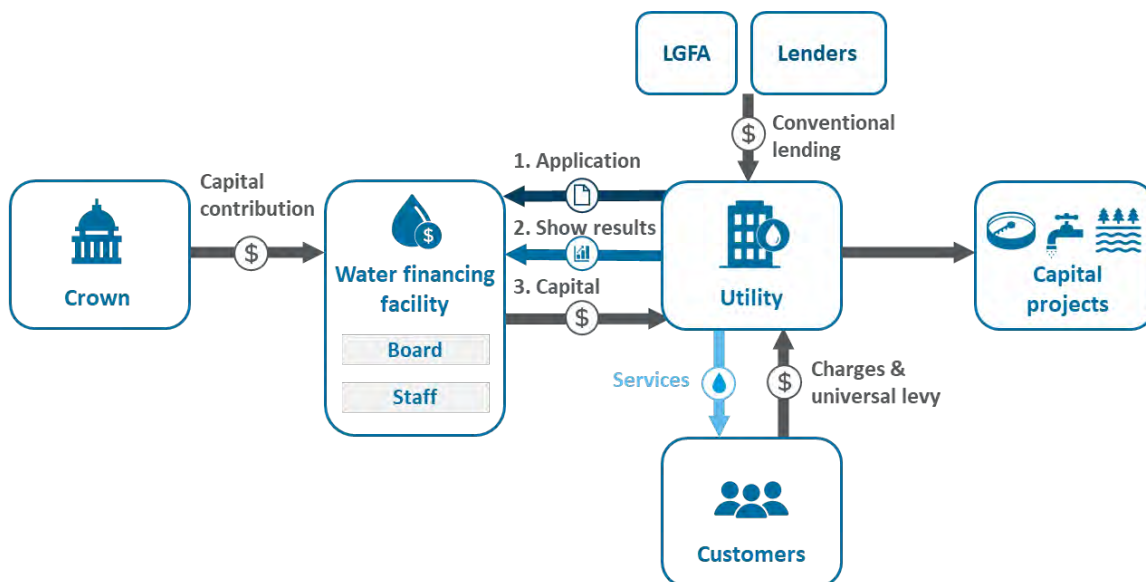 LGFA
Lenders
$
Conventional
lending
1. Application
Capital
contribution
$
2. Show results
$
Crown
Water financing
facility
3. Capital
$
Utility
Capital
projects
Board
Staff
Services
$
Charges &
universal levy
Customers